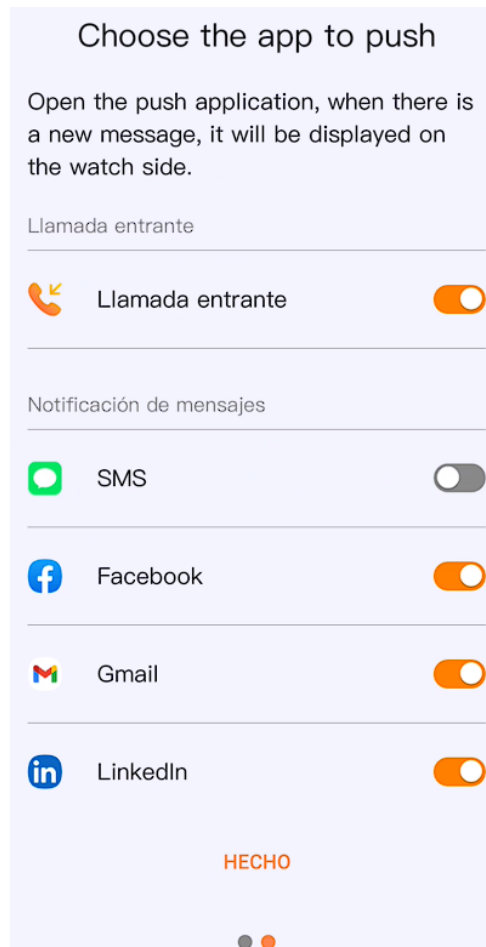 Choose the app to push
Open the push application, when there is
a new message, it will be displayed on
the watch side.
Llamada entrante
Llamada entrante
Notificación de mensajes
SMS
Facebook
Gmail
LinkedIn
HECHO